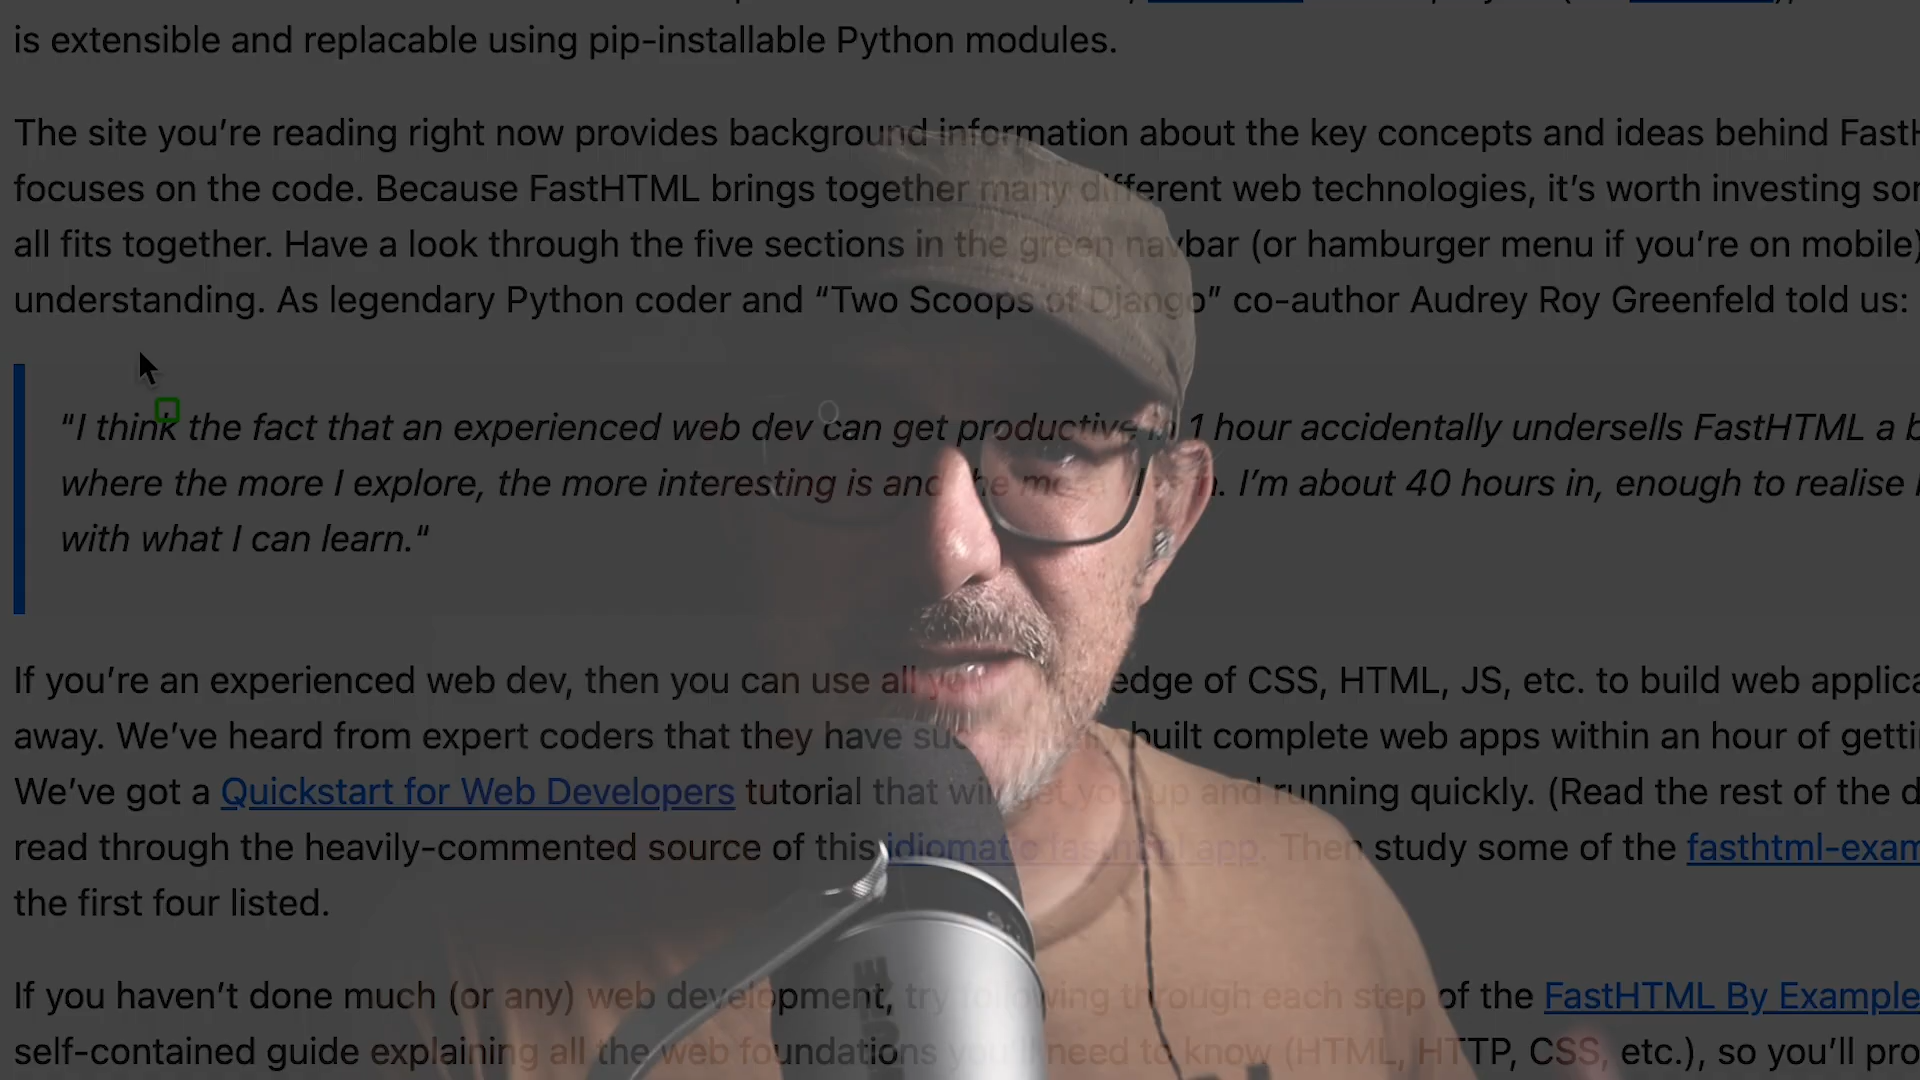 is extensible and replacable using pip-installable Python modules.
The site you’re reading right now provides background information about the key concepts and ideas behind FastH
focuses on the code. Because FastHTML brings together many different web technologies, it’s worth investing
all fits together. Have a look through the five sections in the green navbar (or hamburger menu if you’re on mobile)
understanding. As legendary Python coder and “Two Scoops of Django” co-author Audrey Roy Greenfeld told us:
"I think the fact that an experienced web dev can get productive in 1 hour accidentally undersells FastHTML a
where the more I explore, the more interesting is and I’m about 40 hours in, enough to realise
with what I can learn."
If you’re an experienced web dev, then you can use all edge of CSS, HTML, JS, etc. to build web
away. We’ve heard from expert coders that they have built complete web apps within an hour of
We’ve got a Quickstart for Web Developers tutorial that will get you up and running quickly. (Read the rest of the
read through the heavily-commented source of this idiomatic fasthtml app. Then study some of the
the first four listed.
If you haven’t done much (or any) web development, try following through each step of the FastHTML By Example
self-contained guide explaining all the web foundations you’ll need to know (HTML, HTTP, CSS, etc.), so you’ll